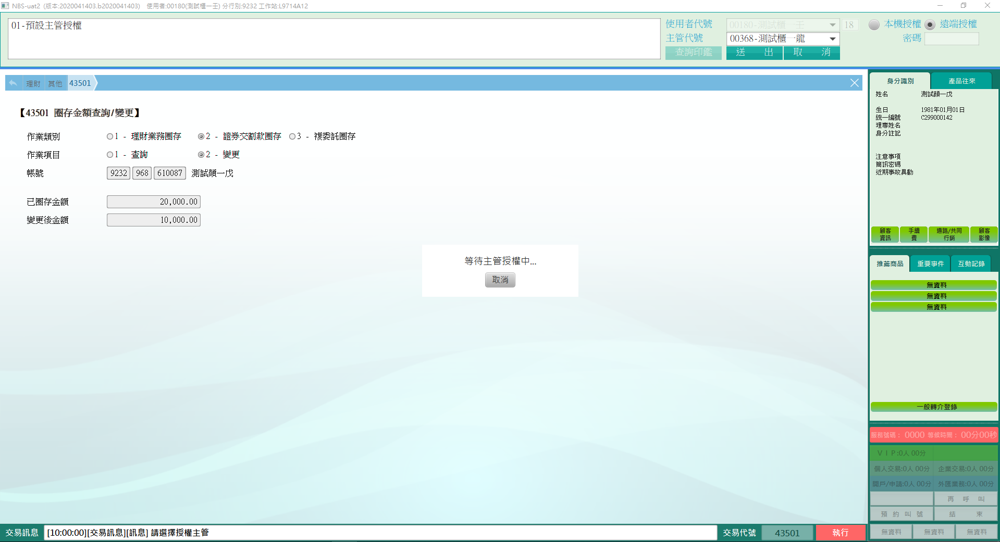 NBS-uat2 (版本:2020041403.b2020041403) 使用者:00180(測試櫃一壬) 分行別:9232 工作站:L9714A12
01-預設主管授權
使用者代號 00180-測試櫃一壬 18 本機授權 遠端授權
主管代號 00368-測試櫃一龍 密碼
查詢印鑑 送 出 取 消
理財 其他 43501
【43501 圈存金額查詢/變更】
作業類別 1 - 理財業務圈存 2 - 證券交割款圈存 3 - 複委託圈存
作業項目 1 - 查詢 2 - 變更
帳號 9232 968 610087 測試顏一戊
已圈存金額 20,000.00
變更後金額 10,000.00
等待主管授權中...
取消
身分識別 產品往來
姓名 測試顏一戊
生日 1981年01月01日
統一編號 C299000142
理專姓名
身分註記
注意事項
簡訊密碼
近期事故異動
顧客資訊 手續費 通路/共同行銷 顧客影像
推薦商品 重要事件 互動記錄
無資料
無資料
無資料
一般轉介登錄
服務號碼： 0000 等候時間： 00分00秒
ＶＩＰ:0人 00分
個人交易:0人 00分 企業交易:0人 00分
開戶/申請:0人 00分 外匯業務:0人 00分
再 呼 叫
預 約 叫 號 結 束
無資料 無資料 無資料
交易訊息 [10:00:00][交易訊息][訊息] 請選擇授權主管 交易代號 43501 執行